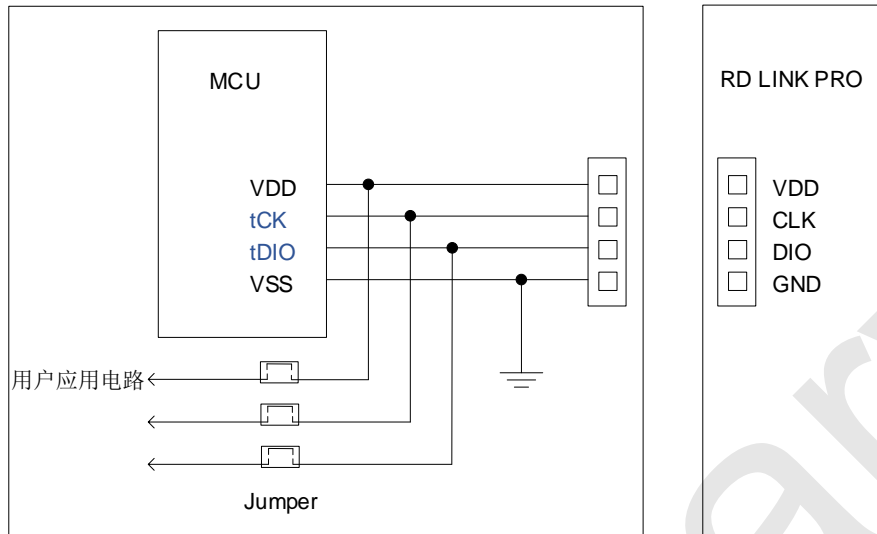 MCU
VDD
tCK
tDIO
VSS
用户应用电路
Jumper
RD LINK PRO
VDD
CLK
DIO
GND